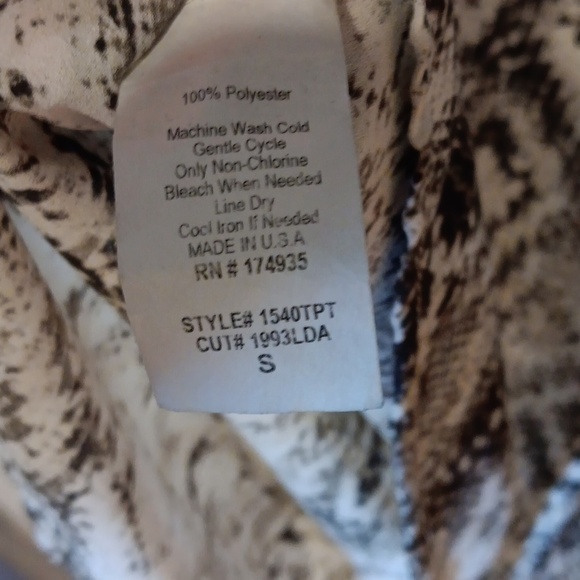 100% Polyester
Machine Wash Cold
Gentle Cycle
Only Non-Chlorine
Bleach When Needed
Line Dry
Cool Iron If Needed
MADE IN U.S.A
RN # 174935
STYLE# 1540TPT
CUT# 1993LDA
S